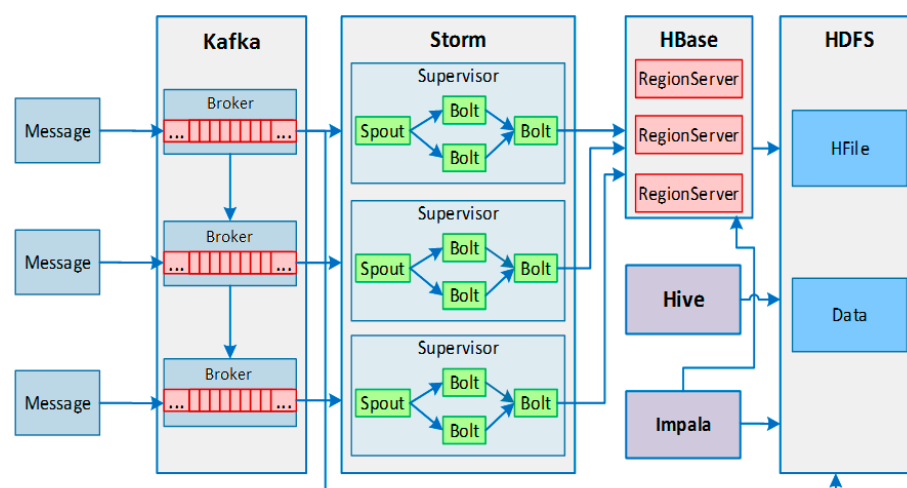 Kafka
Storm
HBase
HDFS
Message
Broker
... ...
Supervisor
Spout
Bolt
Bolt
Bolt
RegionServer
RegionServer
RegionServer
HFile
Message
Broker
... ...
Supervisor
Spout
Bolt
Bolt
Bolt
Hive
Data
Message
Broker
... ...
Supervisor
Spout
Bolt
Bolt
Bolt
Impala